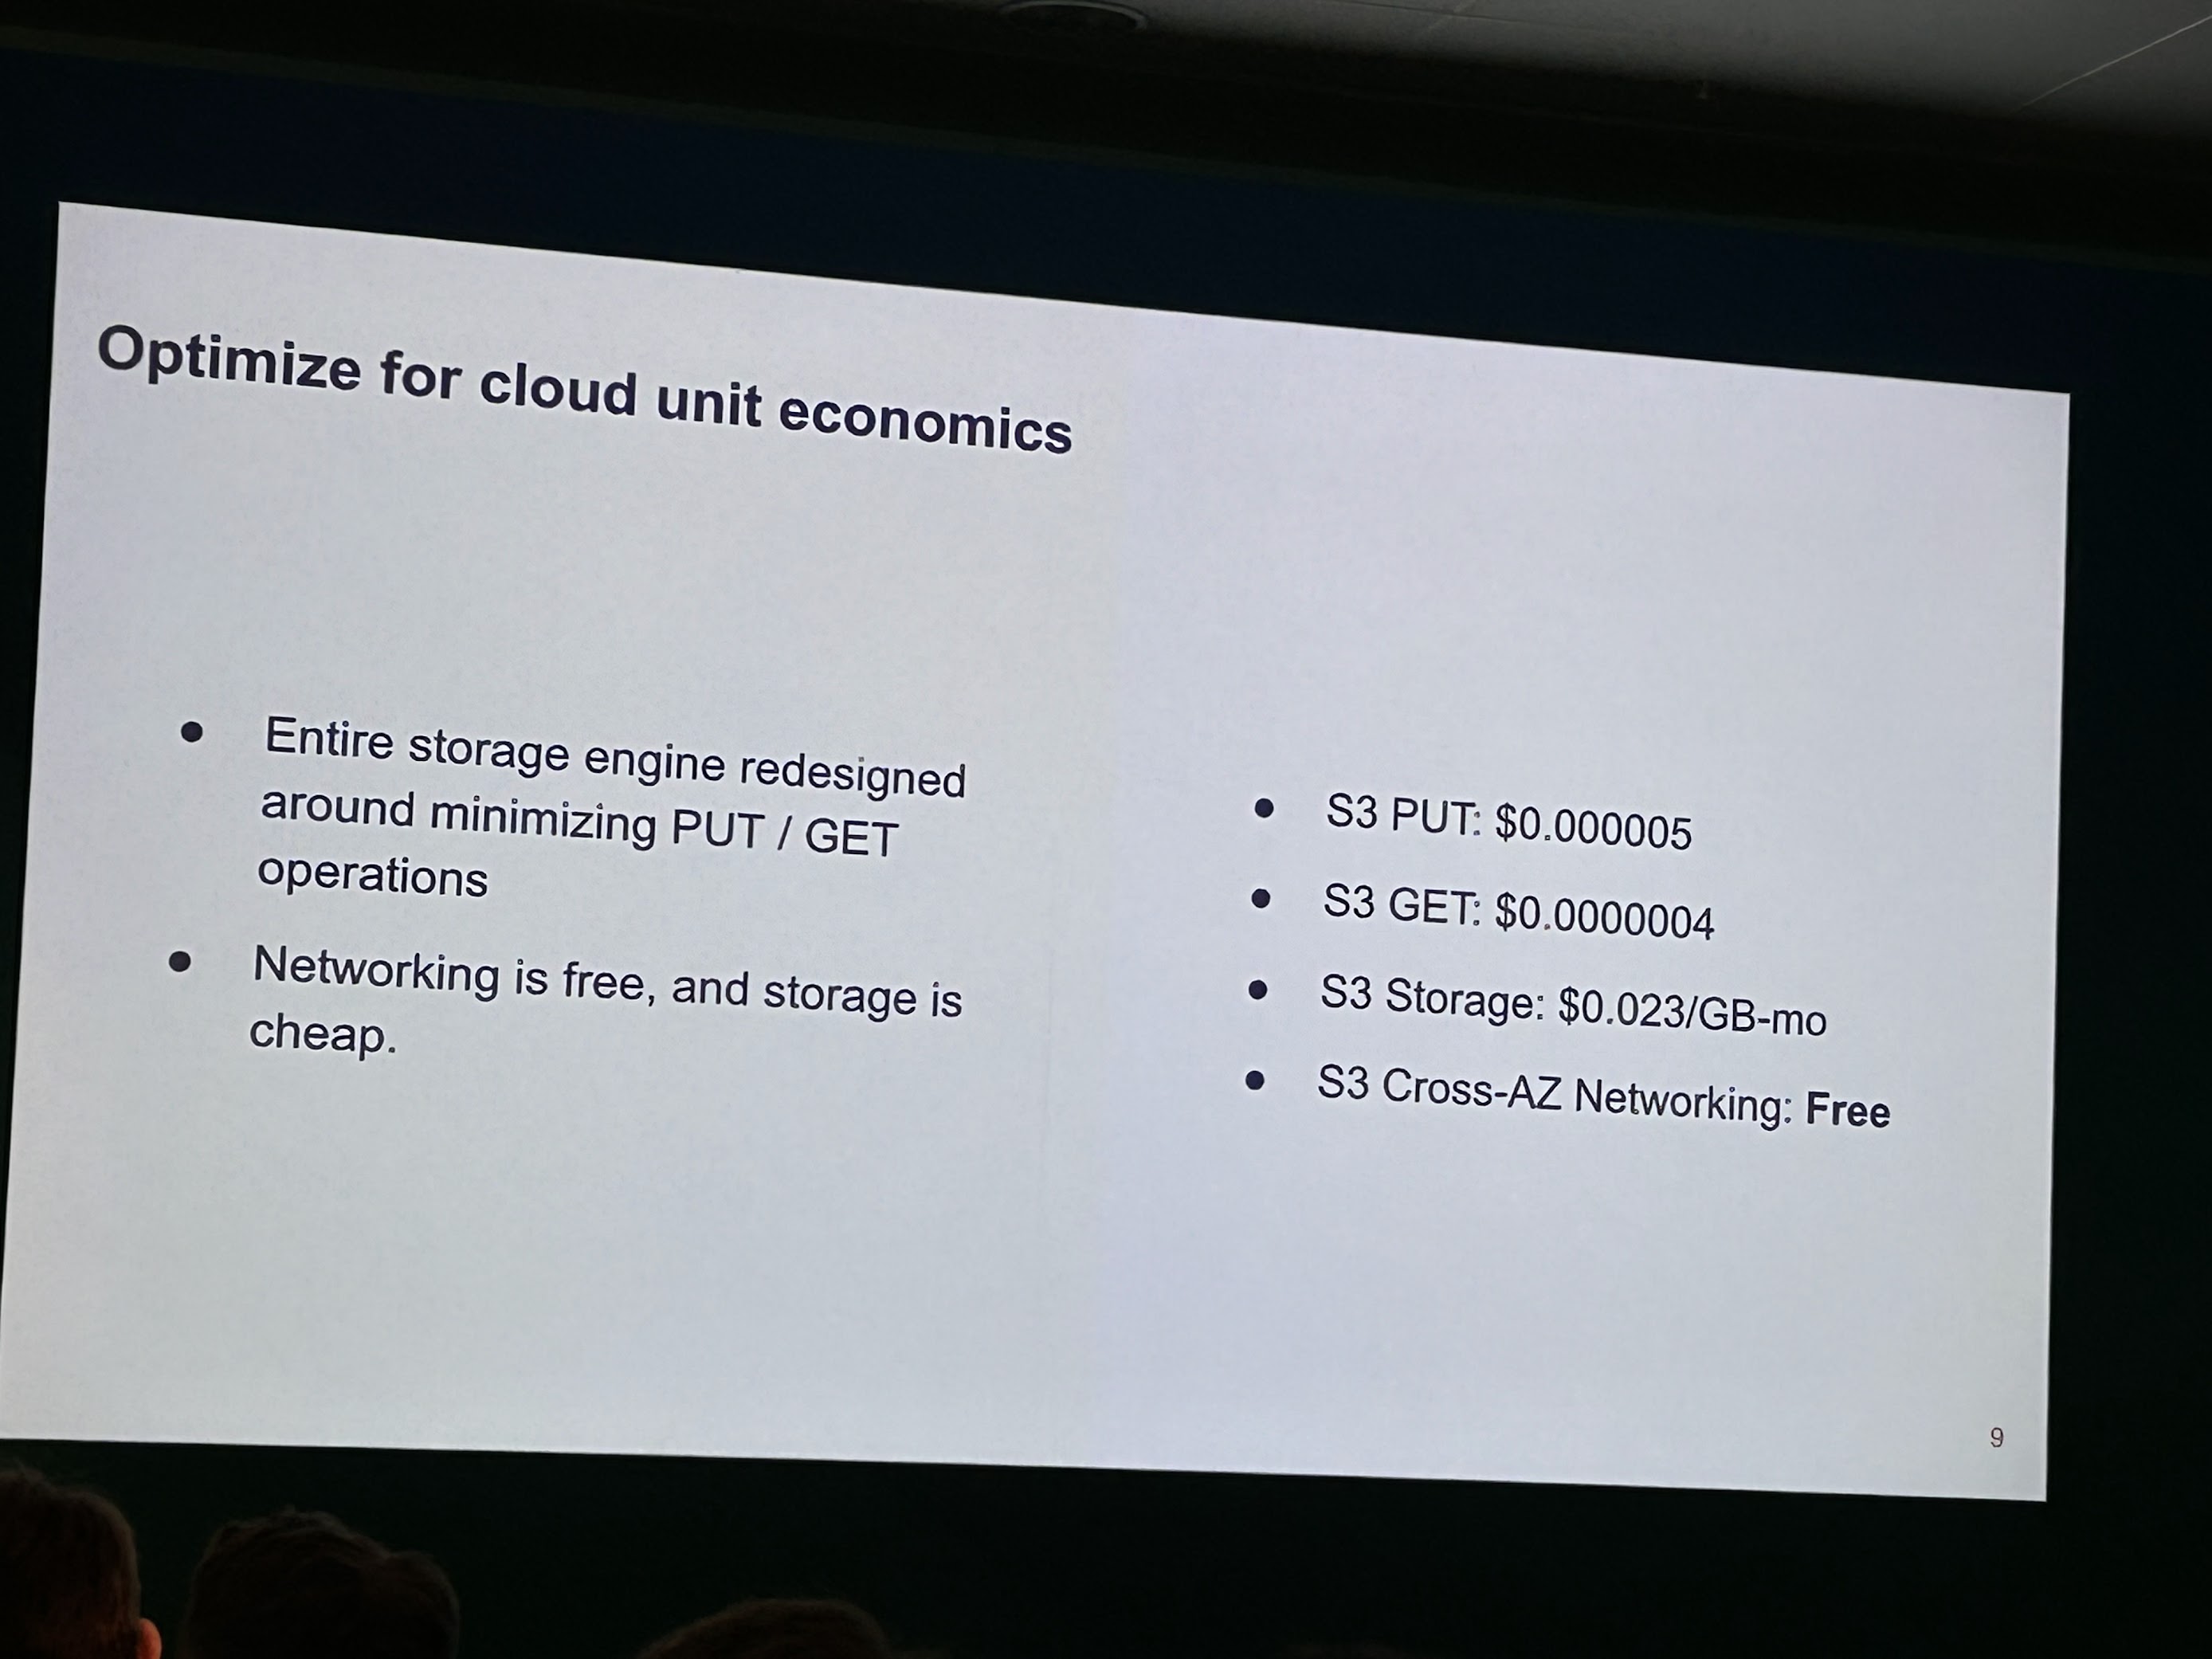 Optimize for cloud unit economics
● Entire storage engine redesigned
around minimizing PUT / GET
operations
● Networking is free, and storage is
cheap.
● S3 PUT: $0.000005
● S3 GET: $0.0000004
● S3 Storage: $0.023/GB-mo
● S3 Cross-AZ Networking: Free
9